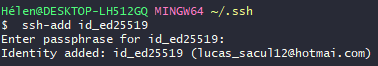 Hélen@DESKTOP-LH512GQ MINGW64 ~/.ssh
$  ssh-add id_ed25519
Enter passphrase for id_ed25519:
Identity added: id_ed25519 (lucas_sacul12@hotmai.com)